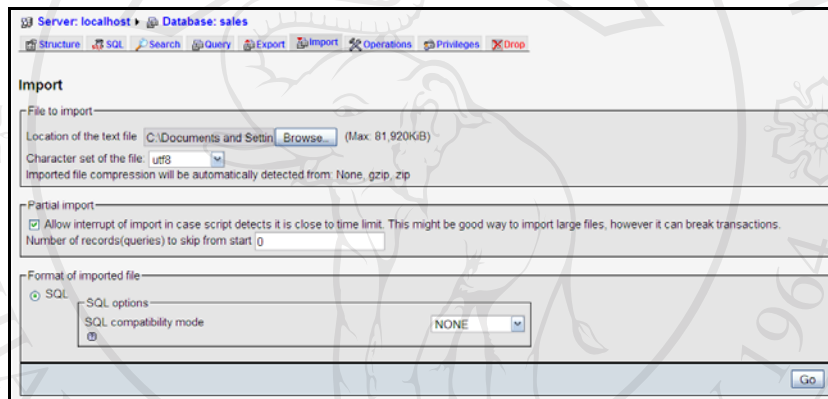 Server: localhost ▸ Database: sales
Structure SQL Search Query Export Import Operations Privileges Drop
Import
File to import
Location of the text file C:\Documents and Settin Browse... (Max: 81,920KiB)
Character set of the file: utf8
Imported file compression will be automatically detected from: None, gzip, zip
Partial import
Allow interrupt of import in case script detects it is close to time limit. This might be good way to import large files, however it can break transactions.
Number of records(queries) to skip from start 0
Format of imported file
SQL
SQL options
SQL compatibility mode NONE
Go
1964